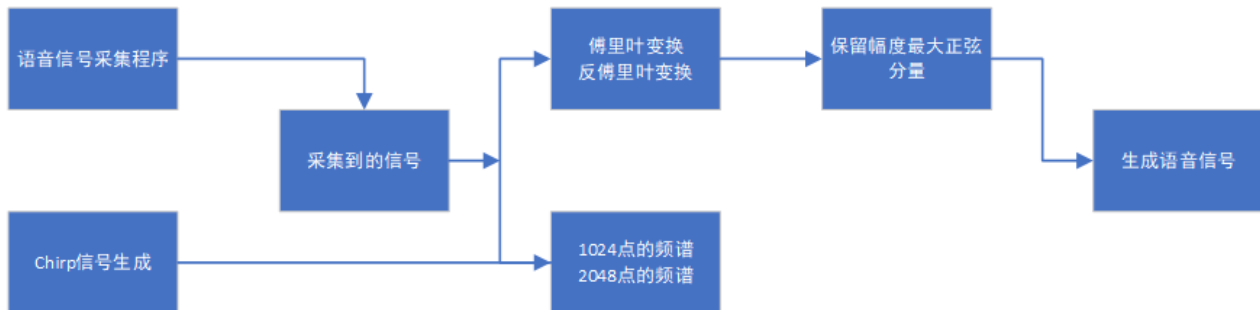 语音信号采集程序
傅里叶变换
反傅里叶变换
保留幅度最大正弦
分量
采集到的信号
生成语音信号
Chirp信号生成
1024点的频谱
2048点的频谱